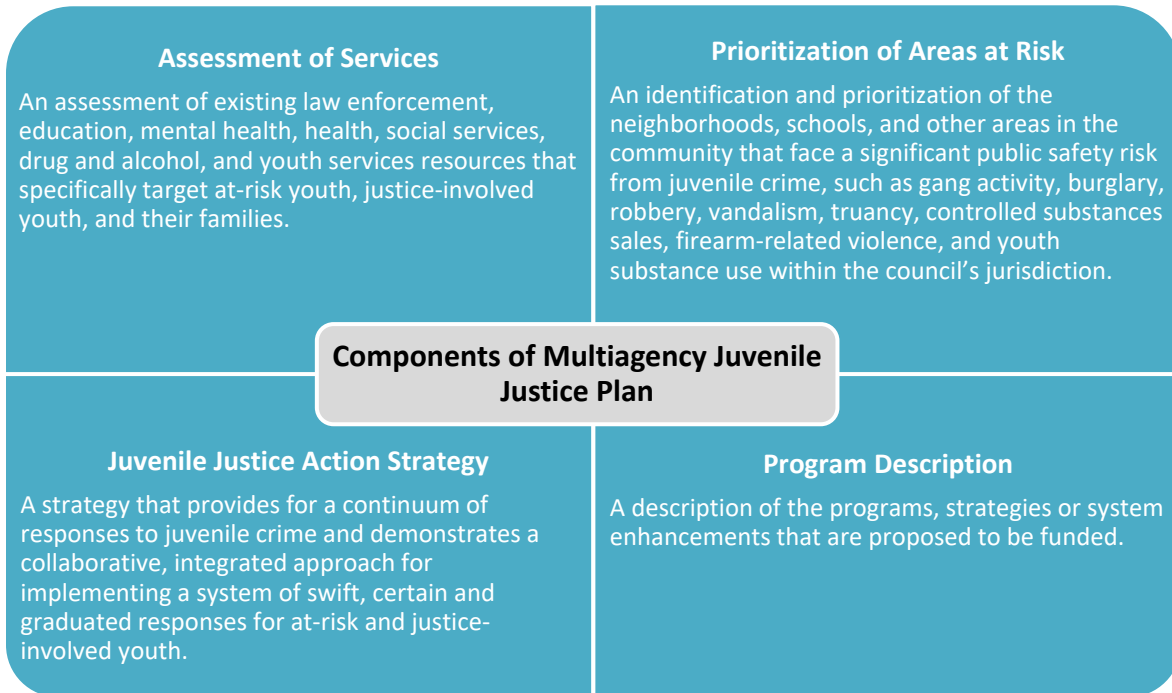 Assessment of Services
An assessment of existing law enforcement,
education, mental health, health, social services,
drug and alcohol, and youth services resources that
specifically target at-risk youth, justice-involved
youth, and their families.
Prioritization of Areas at Risk
An identification and prioritization of the
neighborhoods, schools, and other areas in the
community that face a significant public safety risk
from juvenile crime, such as gang activity, burglary,
robbery, vandalism, truancy, controlled substances
sales, firearm-related violence, and youth
substance use within the council’s jurisdiction.
Components of Multiagency Juvenile
Justice Plan
Juvenile Justice Action Strategy
A strategy that provides for a continuum of
responses to juvenile crime and demonstrates a
collaborative, integrated approach for
implementing a system of swift, certain and
graduated responses for at-risk and justice-
involved youth.
Program Description
A description of the programs, strategies or system
enhancements that are proposed to be funded.